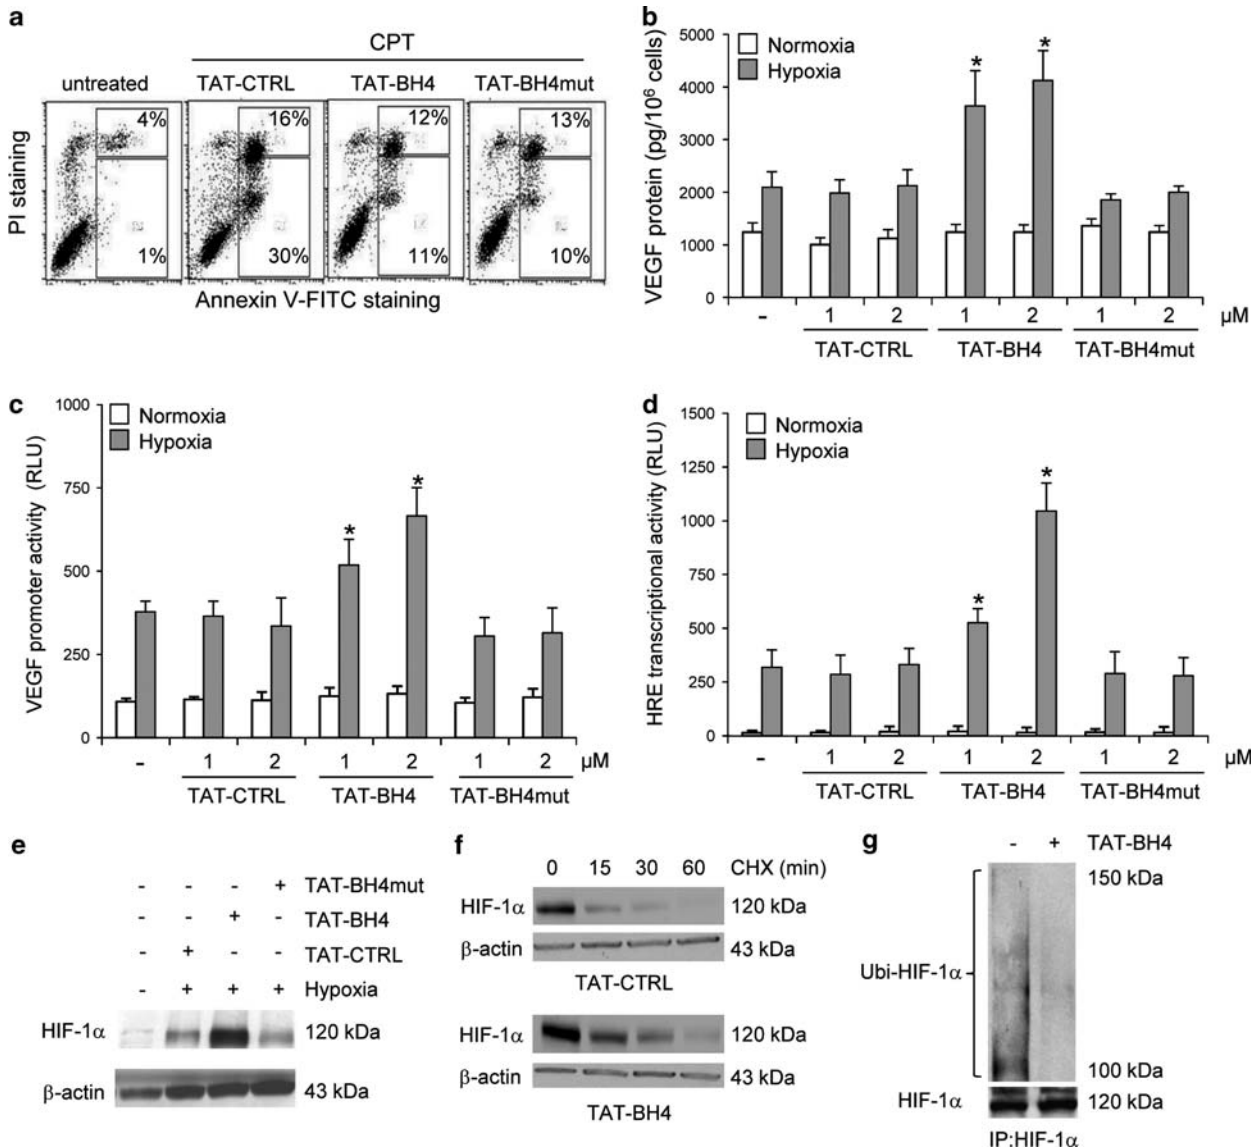 a
CPT
untreated
TAT-CTRL
TAT-BH4
TAT-BH4mut
4%
16%
12%
13%
1%
30%
11%
10%
PI staining
Annexin V-FITC staining
b
Normoxia
Hypoxia
VEGF protein (pg/10⁶ cells)
5000
4000
3000
2000
1000
0
* *
- 1 2 1 2 1 2 µM
TAT-CTRL TAT-BH4 TAT-BH4mut
c
Normoxia
Hypoxia
VEGF promoter activity (RLU)
1000
750
500
250
0
* *
- 1 2 1 2 1 2 µM
TAT-CTRL TAT-BH4 TAT-BH4mut
d
Normoxia
Hypoxia
HRE transcriptional activity (RLU)
1500
1250
1000
750
500
250
0
* *
- 1 2 1 2 1 2 µM
TAT-CTRL TAT-BH4 TAT-BH4mut
e
- - - + TAT-BH4mut
- - + - TAT-BH4
- + - - TAT-CTRL
- + + + Hypoxia
HIF-1α 120 kDa
β-actin 43 kDa
f
0 15 30 60 CHX (min)
HIF-1α 120 kDa
β-actin 43 kDa
TAT-CTRL
HIF-1α 120 kDa
β-actin 43 kDa
TAT-BH4
g
- + TAT-BH4
150 kDa
Ubi-HIF-1α
100 kDa
HIF-1α 120 kDa
IP:HIF-1α